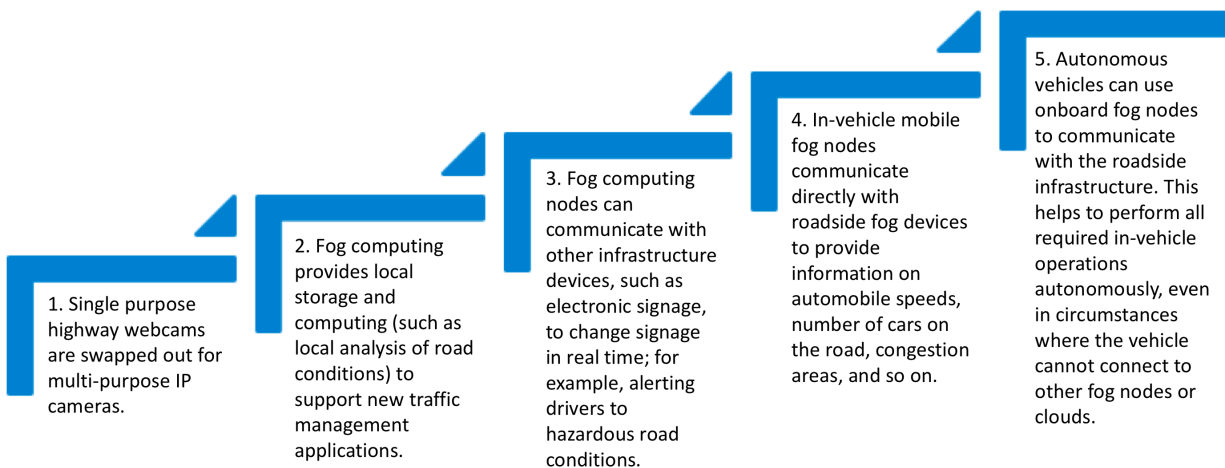 1. Single purpose
highway webcams
are swapped out for
multi-purpose IP
cameras.
2. Fog computing
provides local
storage and
computing (such as
local analysis of road
conditions) to
support new traffic
management
applications.
3. Fog computing
nodes can
communicate with
other infrastructure
devices, such as
electronic signage,
to change signage
in real time; for
example, alerting
drivers to
hazardous road
conditions.
4. In-vehicle mobile
fog nodes
communicate
directly with
roadside fog devices
to provide
information on
automobile speeds,
number of cars on
the road, congestion
areas, and so on.
5. Autonomous
vehicles can use
onboard fog nodes
to communicate
with the roadside
infrastructure. This
helps to perform all
required in-vehicle
operations
autonomously, even
in circumstances
where the vehicle
cannot connect to
other fog nodes or
clouds.